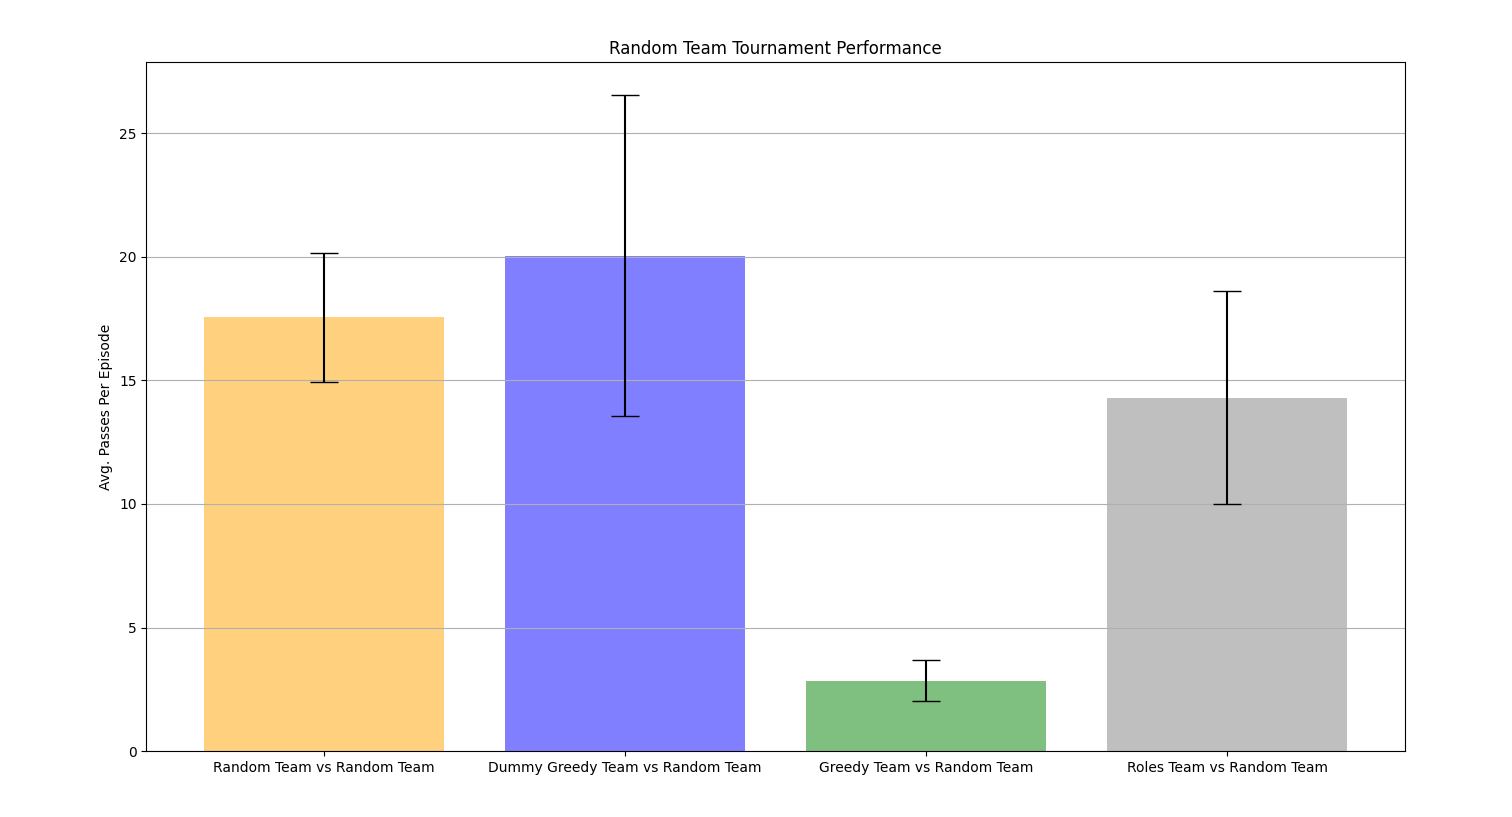 Random Team Tournament Performance
Avg. Passes Per Episode
25
20
15
10
5
0
Random Team vs Random Team
Dummy Greedy Team vs Random Team
Greedy Team vs Random Team
Roles Team vs Random Team